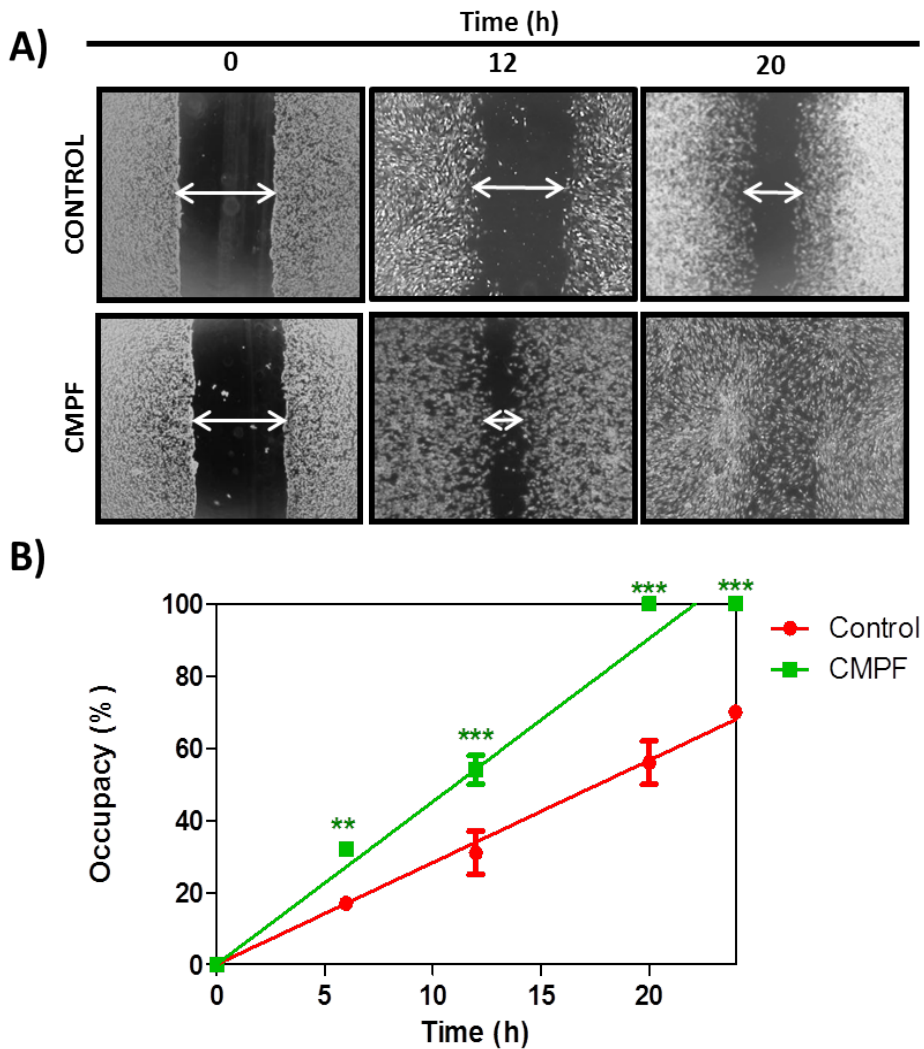 A)
Time (h)
0 12 20
CONTROL
CMPF
B)
Occupacy (%)
100
80
60
40
20
0
** *** *** ***
0 5 10 15 20
Time (h)
Control
CMPF